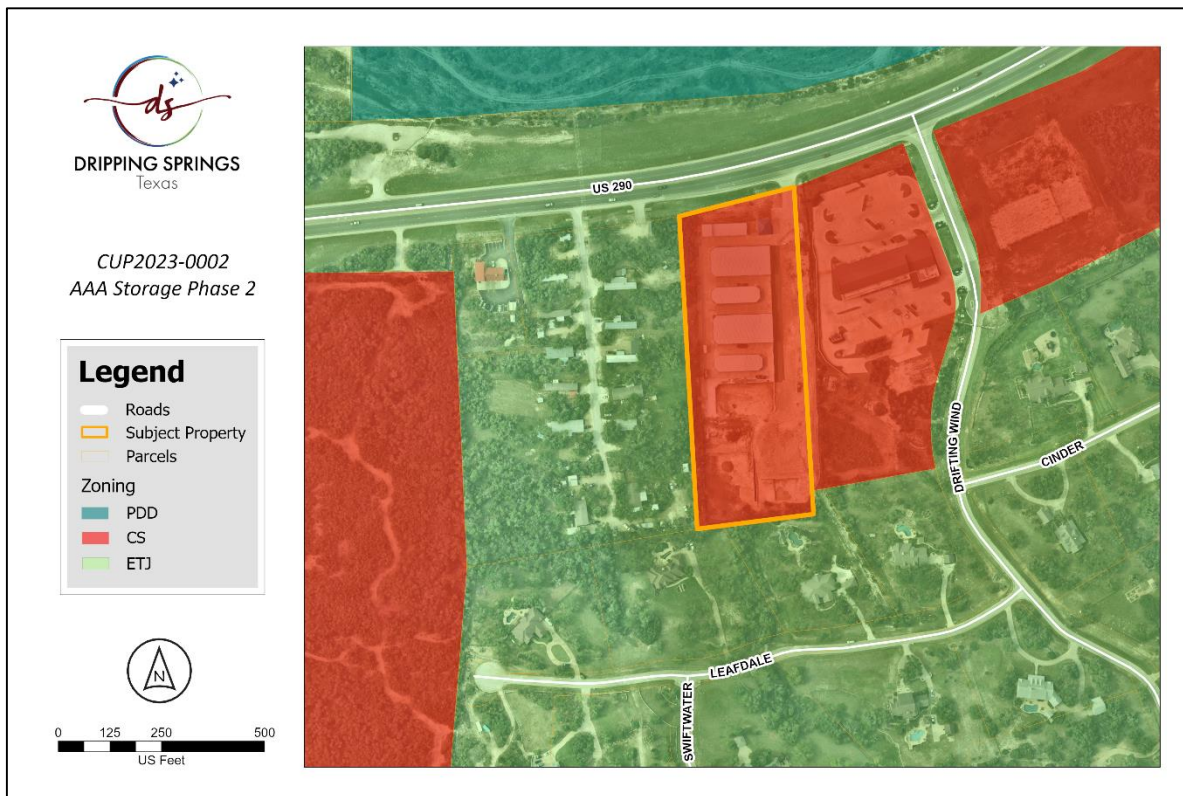 ds
DRIPPING SPRINGS
Texas
CUP2023-0002
AAA Storage Phase 2
Legend
Roads
Subject Property
Parcels
Zoning
PDD
CS
ETJ
N
0 125 250 500
US Feet
US 290
DRIFTING WIND
CINDER
LEAFDALE
SWIFTWATER